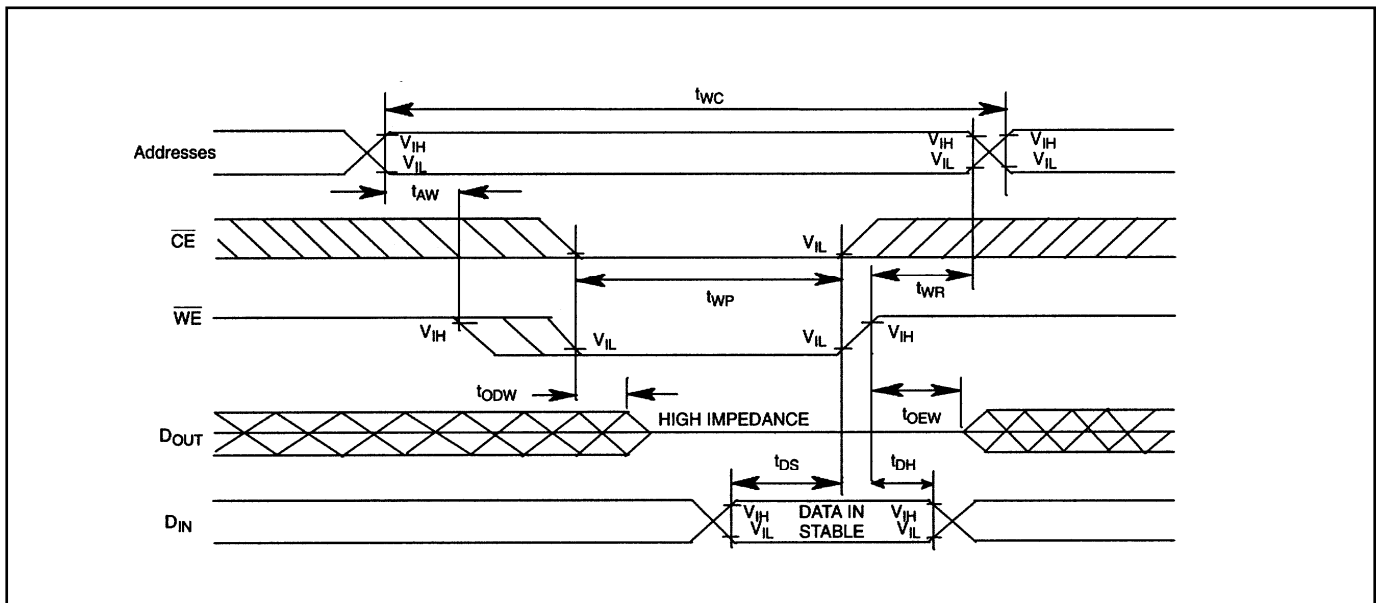 tWC
Addresses
VIH
VIL
VIH
VIL
VIH
VIL
tAW
CE
VIL
tWP
tWR
WE
VIH
VIL
VIL
VIH
tODW
tOEW
DOUT
HIGH IMPEDANCE
tDS
tDH
DIN
VIH
VIL
DATA IN
STABLE
VIH
VIL